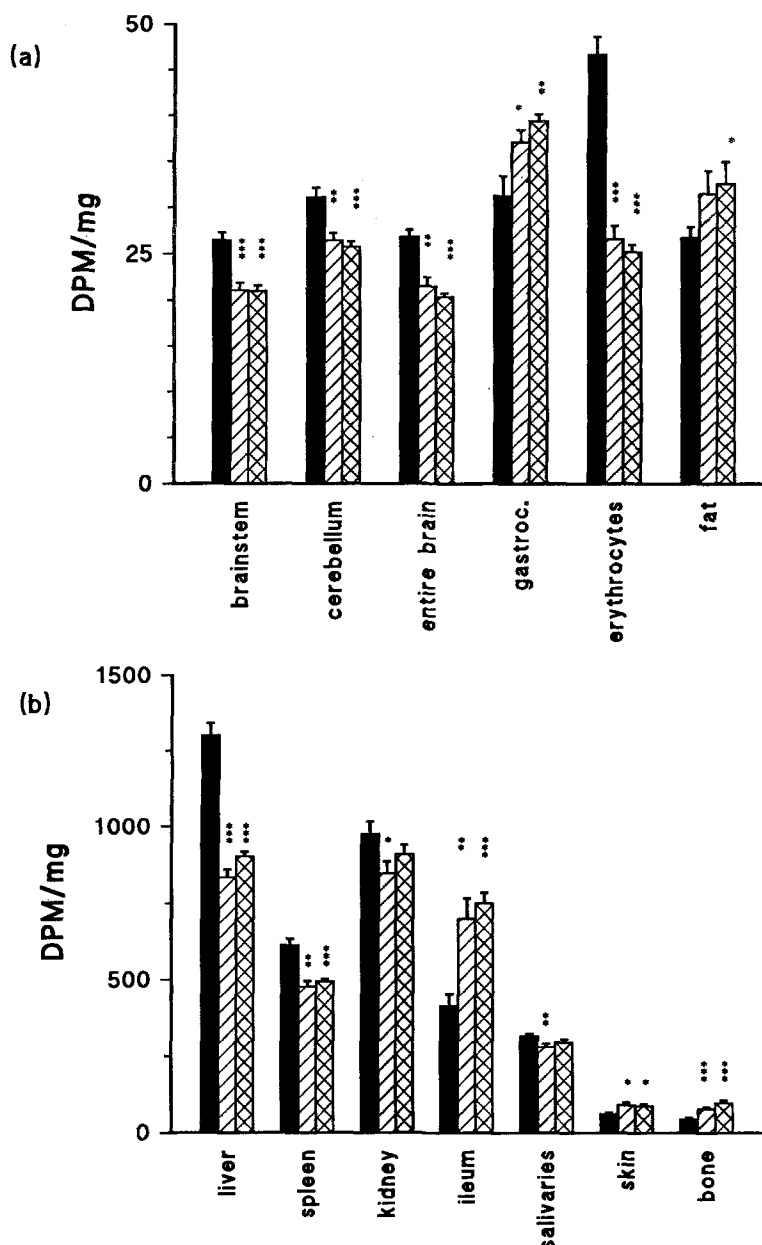 (a)
DPM/mg
50
25
0
***
***
**
***
**
***
*
**
***
***
*
brainstem
cerebellum
entire brain
gastroc.
erythrocytes
fat
(b)
DPM/mg
1500
1000
500
0
***
***
**
***
*
**
***
**
*
*
***
***
liver
spleen
kidney
ileum
salivaries
skin
bone